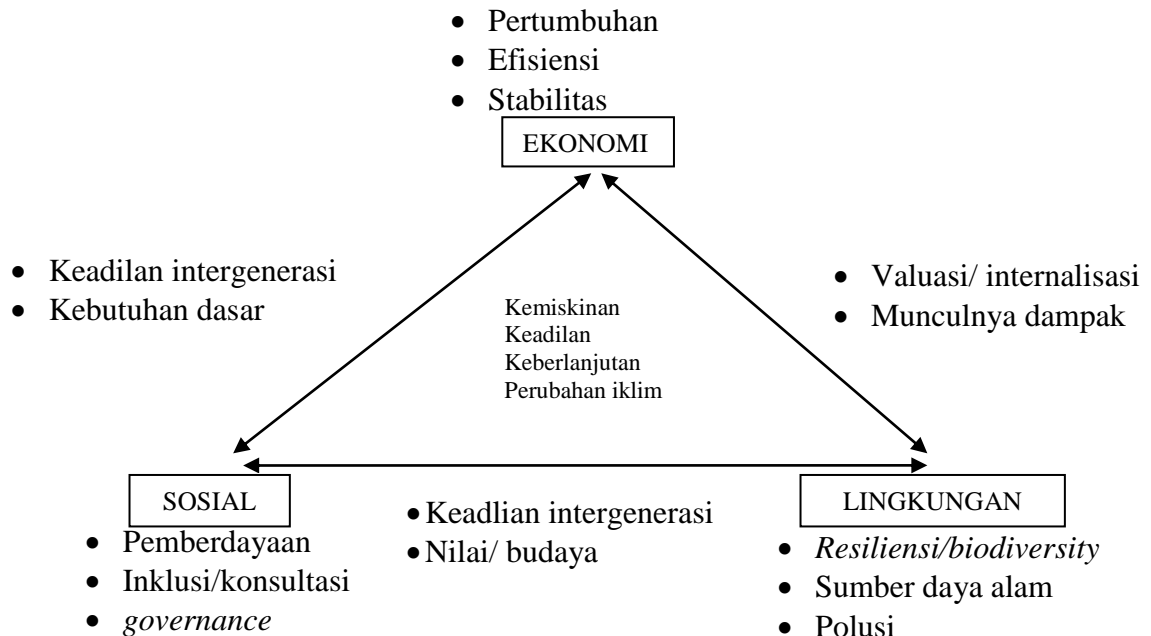 • Pertumbuhan
• Efisiensi
• Stabilitas
EKONOMI
• Keadilan intergenerasi
• Kebutuhan dasar
• Valuasi/ internalisasi
• Munculnya dampak
Kemiskinan
Keadilan
Keberlanjutan
Perubahan iklim
SOSIAL
• Pemberdayaan
• Inklusi/konsultasi
• governance
• Keadlian intergenerasi
• Nilai/ budaya
LINGKUNGAN
• Resiliensi/biodiversity
• Sumber daya alam
• Polusi